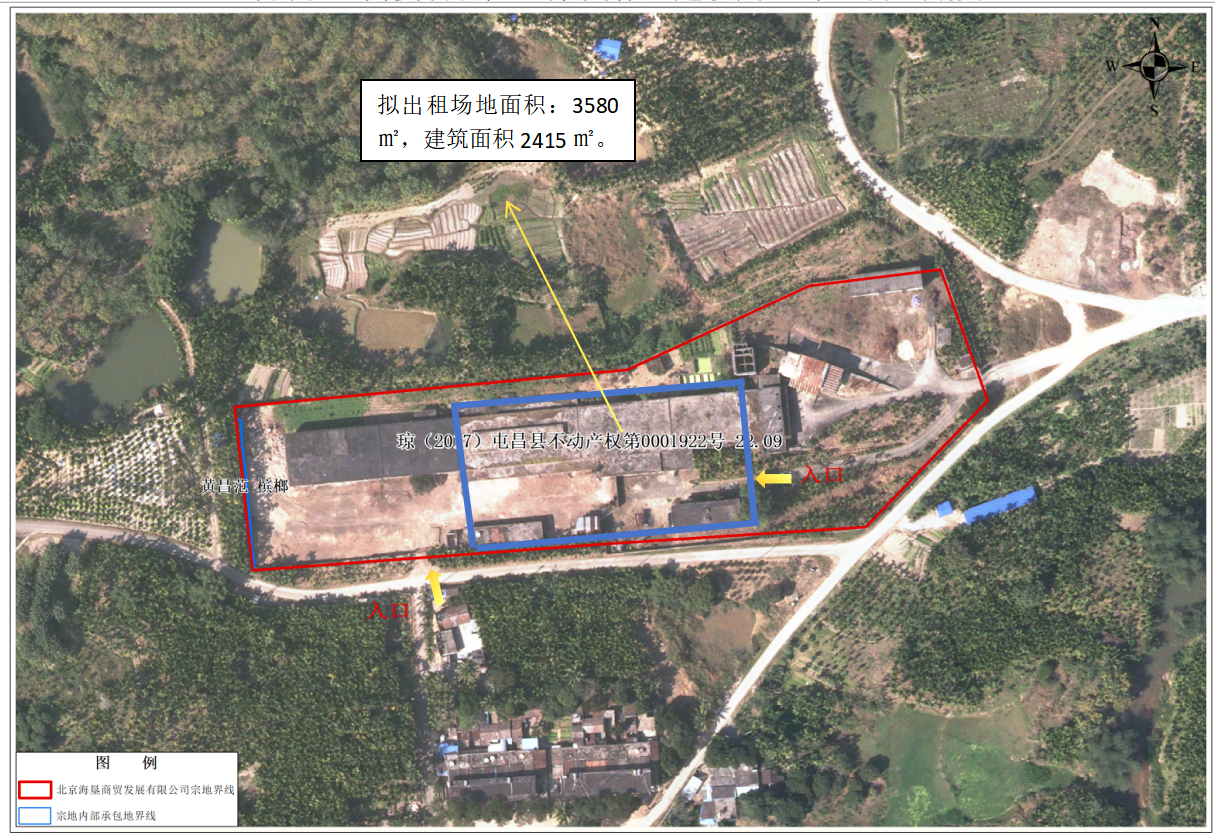 N
W
E
S
拟出租场地面积：3580
㎡，建筑面积 2415 ㎡。
琼（2017）屯昌县不动产权第0001922号 22.09
入口
黄昌范 槟榔
入口
图 例
北京海垦商贸发展有限公司宗地界线
宗地内部承包地界线